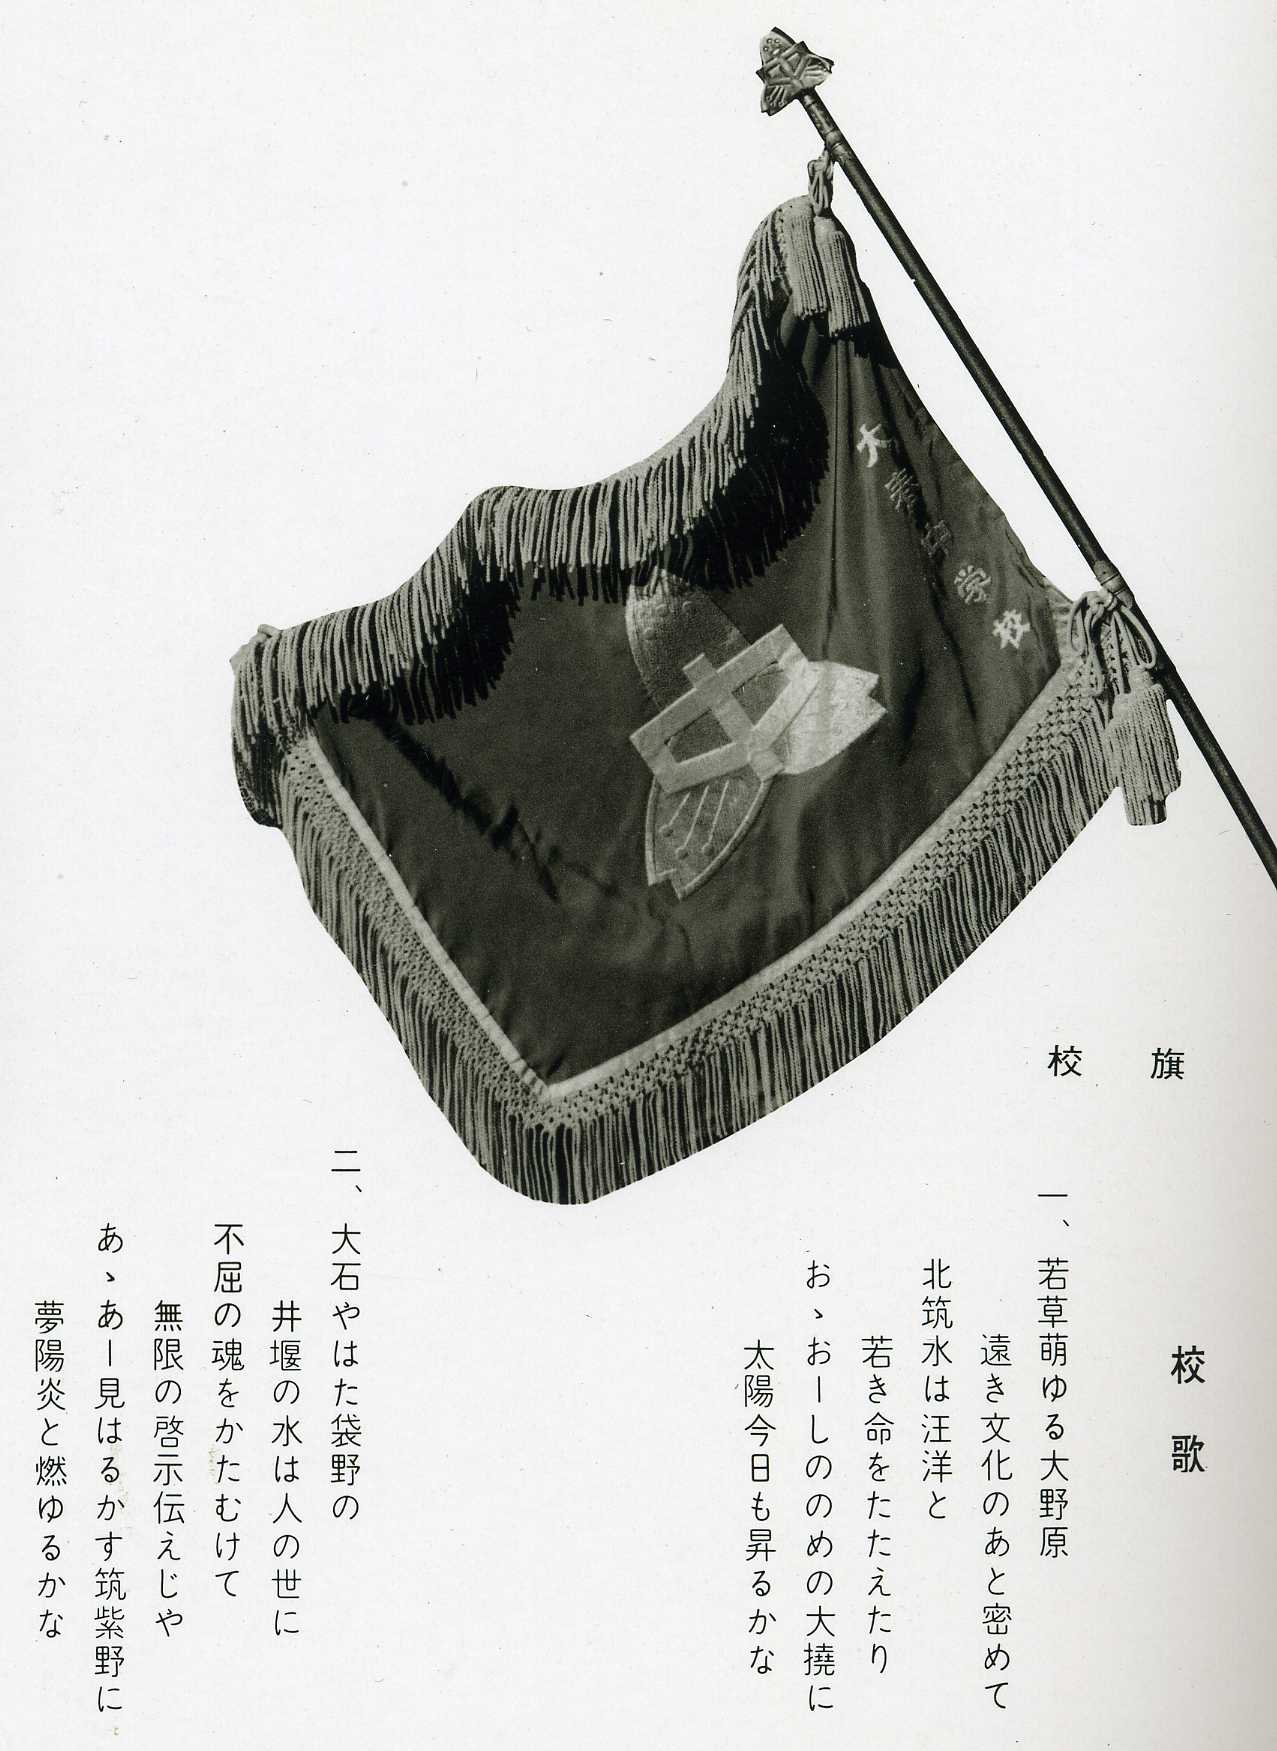 大春中学校
校旗
校歌
一、若草萌ゆる大野原
遠き文化のあと密めて
北筑水は汪洋と
若き命をたたえたり
おゝおーしののめの大撓に
太陽今日も昇るかな
二、大石やはた袋野の
井堰の水は人の世に
不屈の魂をかたむけて
無限の啓示伝えじや
あゝあー見はるかす筑紫野に
夢陽炎と燃ゆるかな